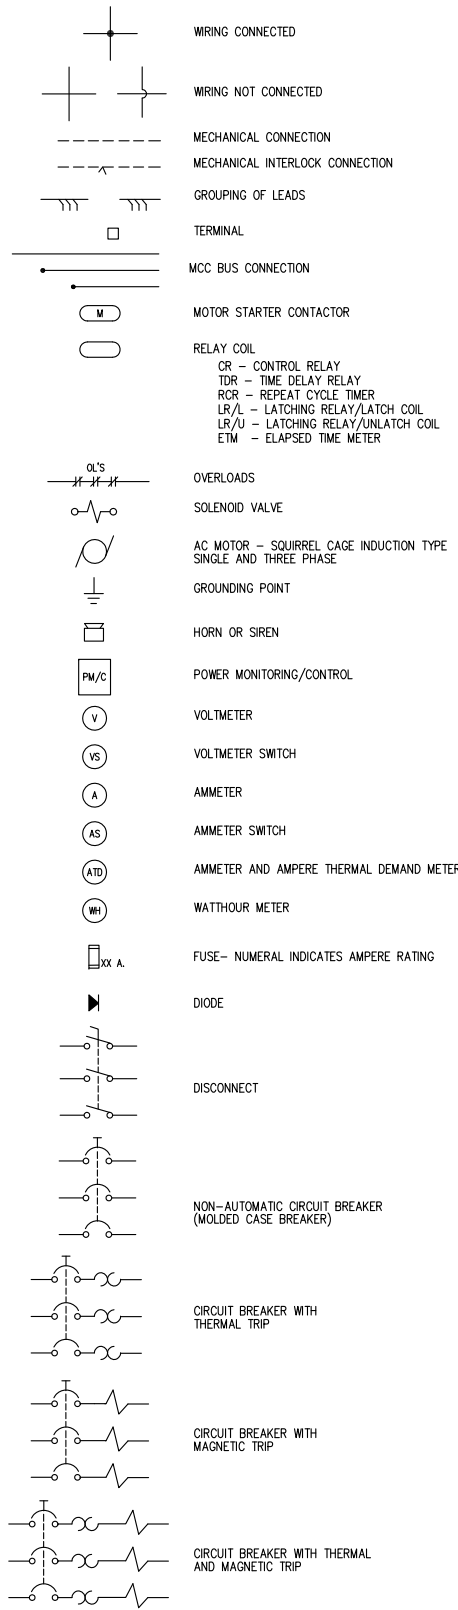 WIRING CONNECTED
WIRING NOT CONNECTED
MECHANICAL CONNECTION
MECHANICAL INTERLOCK CONNECTION
GROUPING OF LEADS
TERMINAL
MCC BUS CONNECTION
M MOTOR STARTER CONTACTOR
RELAY COIL
CR – CONTROL RELAY
TDR – TIME DELAY RELAY
RCR – REPEAT CYCLE TIMER
LR/L – LATCHING RELAY/LATCH COIL
LR/U – LATCHING RELAY/UNLATCH COIL
ETM – ELAPSED TIME METER
OL'S
OVERLOADS
SOLENOID VALVE
AC MOTOR – SQUIRREL CAGE INDUCTION TYPE
SINGLE AND THREE PHASE
GROUNDING POINT
HORN OR SIREN
PM/C POWER MONITORING/CONTROL
V VOLTMETER
VS VOLTMETER SWITCH
A AMMETER
AS AMMETER SWITCH
ATD AMMETER AND AMPERE THERMAL DEMAND METER
WH WATTHOUR METER
XX A. FUSE– NUMERAL INDICATES AMPERE RATING
DIODE
DISCONNECT
NON–AUTOMATIC CIRCUIT BREAKER
(MOLDED CASE BREAKER)
CIRCUIT BREAKER WITH
THERMAL TRIP
CIRCUIT BREAKER WITH
MAGNETIC TRIP
CIRCUIT BREAKER WITH THERMAL
AND MAGNETIC TRIP